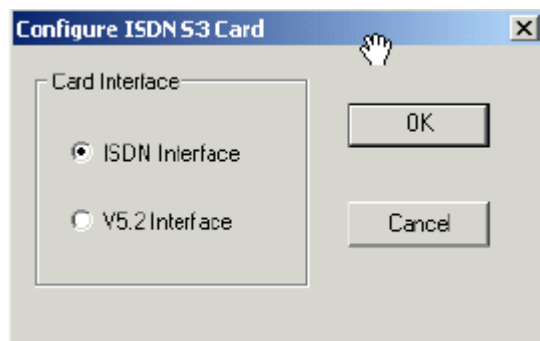 Configure ISDN S3 Card
Card Interface
ISDN Interface
V5.2 Interface
OK
Cancel